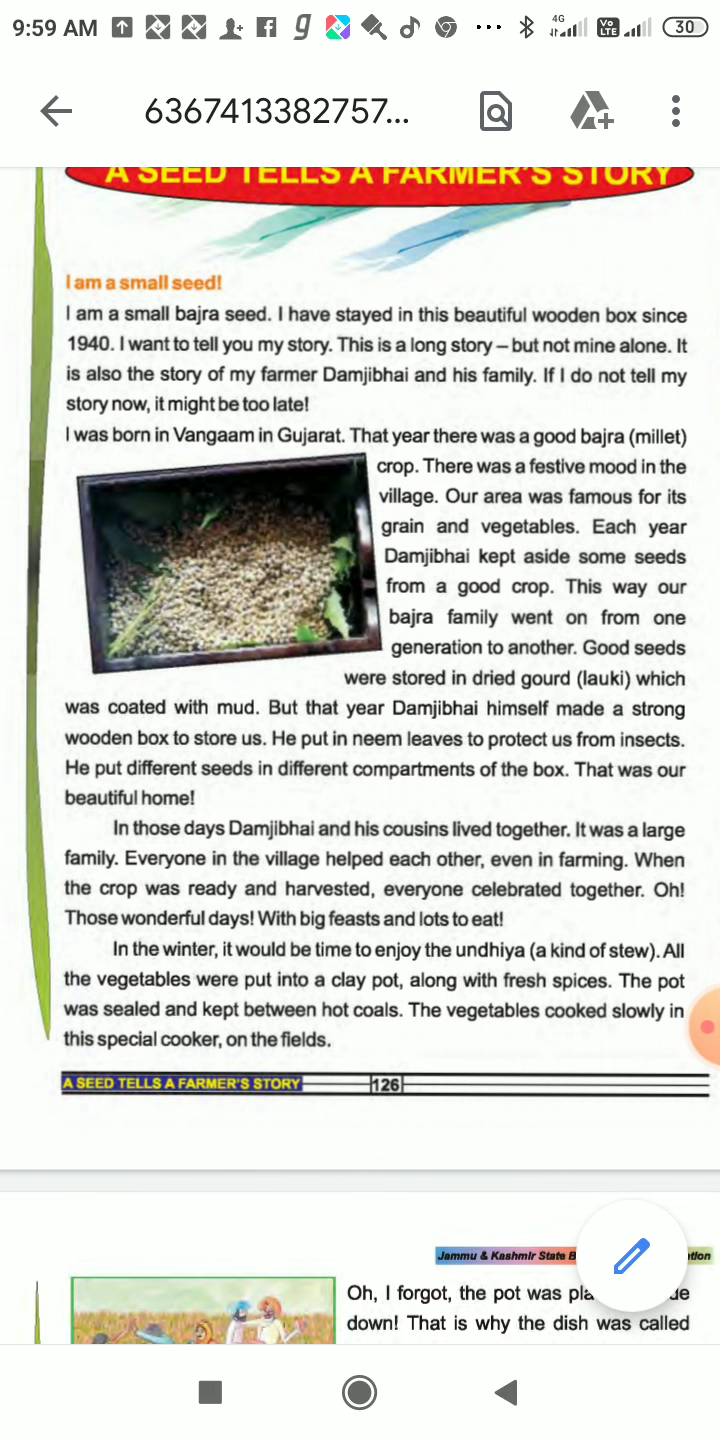 9:59 AM
4G
Vo LTE
30
6367413382757...
A SEED TELLS A FARMER'S STORY
I am a small seed!
I am a small bajra seed. I have stayed in this beautiful wooden box since
1940. I want to tell you my story. This is a long story – but not mine alone. It
is also the story of my farmer Damjibhai and his family. If I do not tell my
story now, it might be too late!
I was born in Vangaam in Gujarat. That year there was a good bajra (millet)
crop. There was a festive mood in the
village. Our area was famous for its
grain and vegetables. Each year
Damjibhai kept aside some seeds
from a good crop. This way our
bajra family went on from one
generation to another. Good seeds
were stored in dried gourd (lauki) which
was coated with mud. But that year Damjibhai himself made a strong
wooden box to store us. He put in neem leaves to protect us from insects.
He put different seeds in different compartments of the box. That was our
beautiful home!
In those days Damjibhai and his cousins lived together. It was a large
family. Everyone in the village helped each other, even in farming. When
the crop was ready and harvested, everyone celebrated together. Oh!
Those wonderful days! With big feasts and lots to eat!
In the winter, it would be time to enjoy the undhiya (a kind of stew). All
the vegetables were put into a clay pot, along with fresh spices. The pot
was sealed and kept between hot coals. The vegetables cooked slowly in
this special cooker, on the fields.
A SEED TELLS A FARMER'S STORY 126
Jammu & Kashmir State
Oh, I forgot, the pot was
down! That is why the dish was called